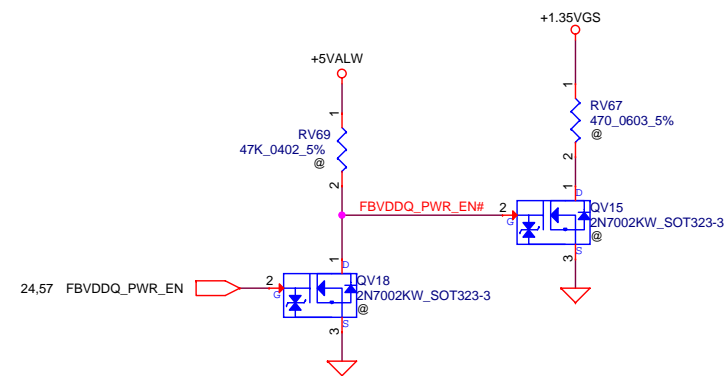 +1.35VGS
+5VALW
1
RV67
470_0603_5%
@
2
1
RV69
47K_0402_5%
@
2
FBVDDQ_PWR_EN#
2
G
1
D
QV15
2N7002KW_SOT323-3
@
S
3
24,57 FBVDDQ_PWR_EN
2
G
1
D
QV18
2N7002KW_SOT323-3
@
S
3